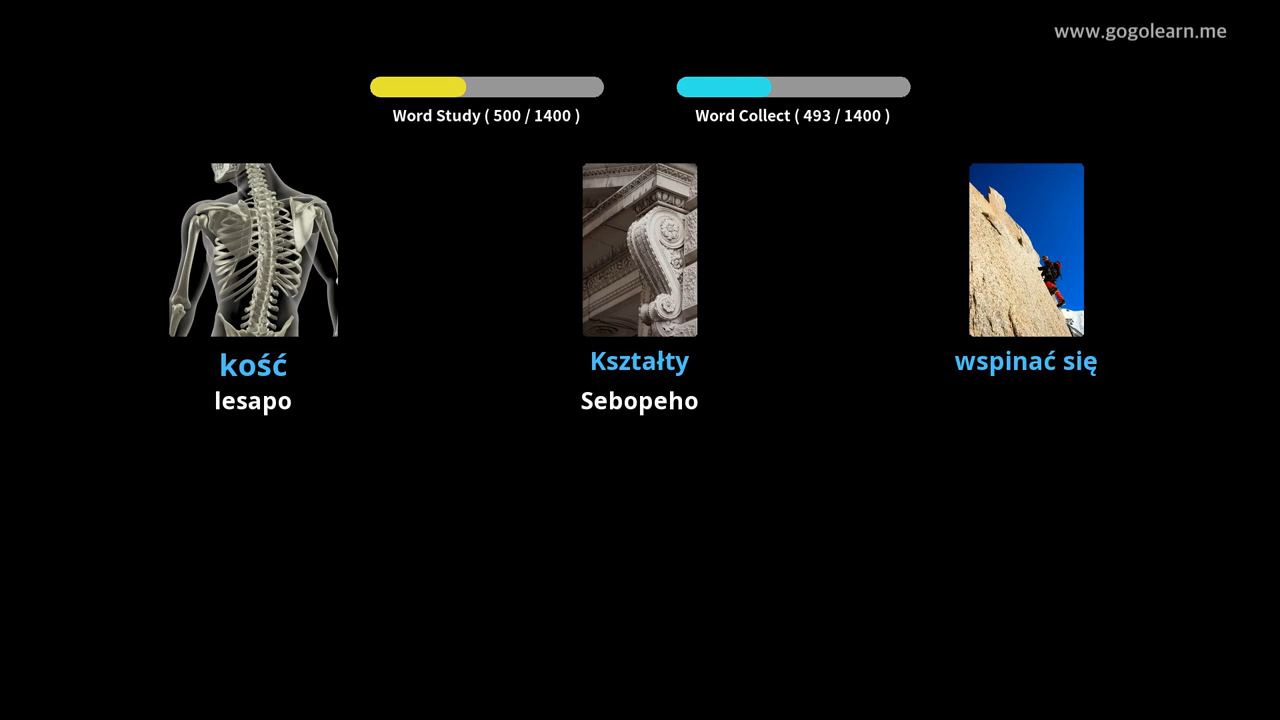 www.gogolearn.me
Word Study ( 500 / 1400 )
Word Collect ( 493 / 1400 )
kość
lesapo
Kształty
Sebopeho
wspinać się